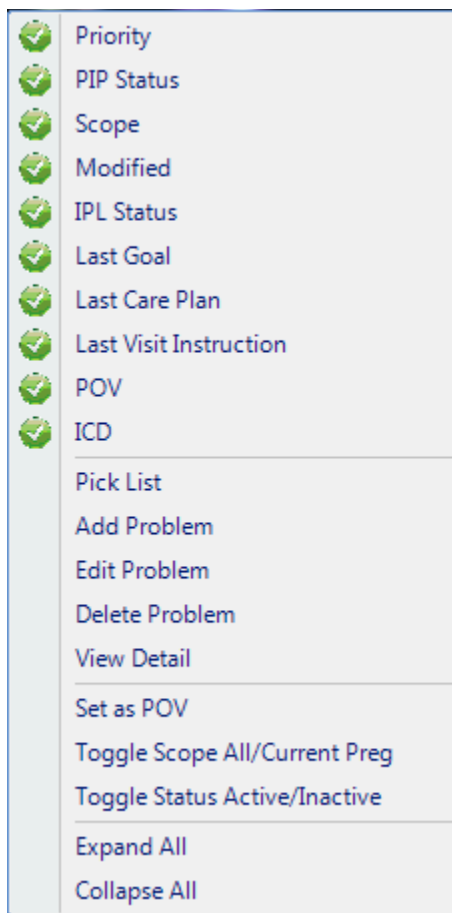 Priority
PIP Status
Scope
Modified
IPL Status
Last Goal
Last Care Plan
Last Visit Instruction
POV
ICD
Pick List
Add Problem
Edit Problem
Delete Problem
View Detail
Set as POV
Toggle Scope All/Current Preg
Toggle Status Active/Inactive
Expand All
Collapse All